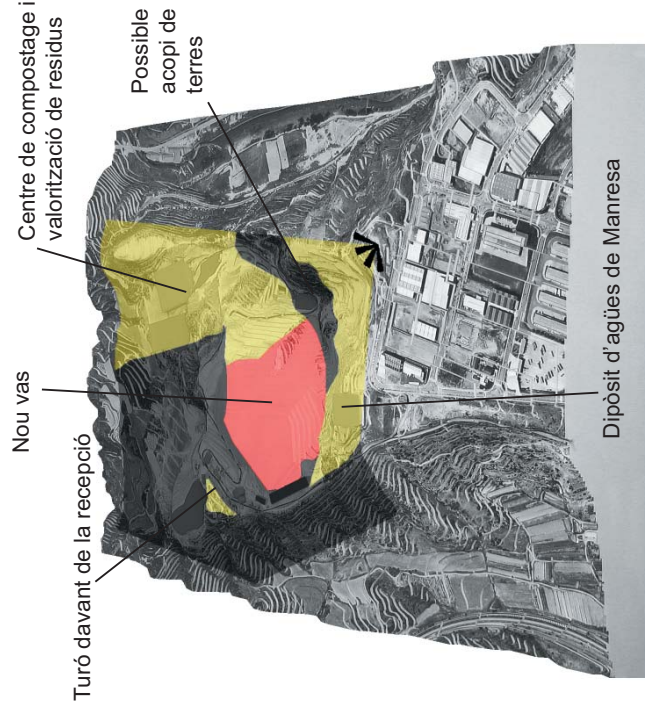 Centre de compostage i
valorització de residus
Possible
acopi de
terres
Nou vas
Turó davant de la recepció
Dipòsit d'agües de Manresa